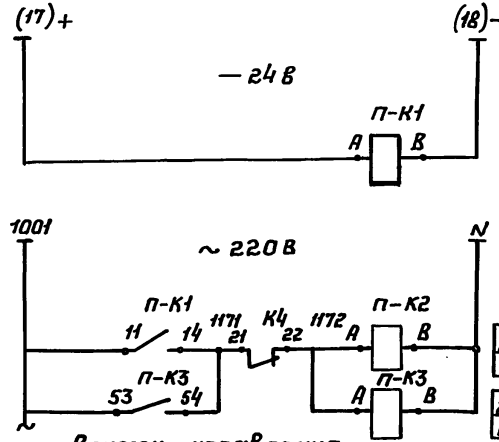 (17)+ (18)-
— 24 В
П-К1
А В
1001 N
~ 220 В
П-К1 1171 К4 1172 П-К2
11 14 21 22 А В
П-К3 П-К3
53 54 А В
~